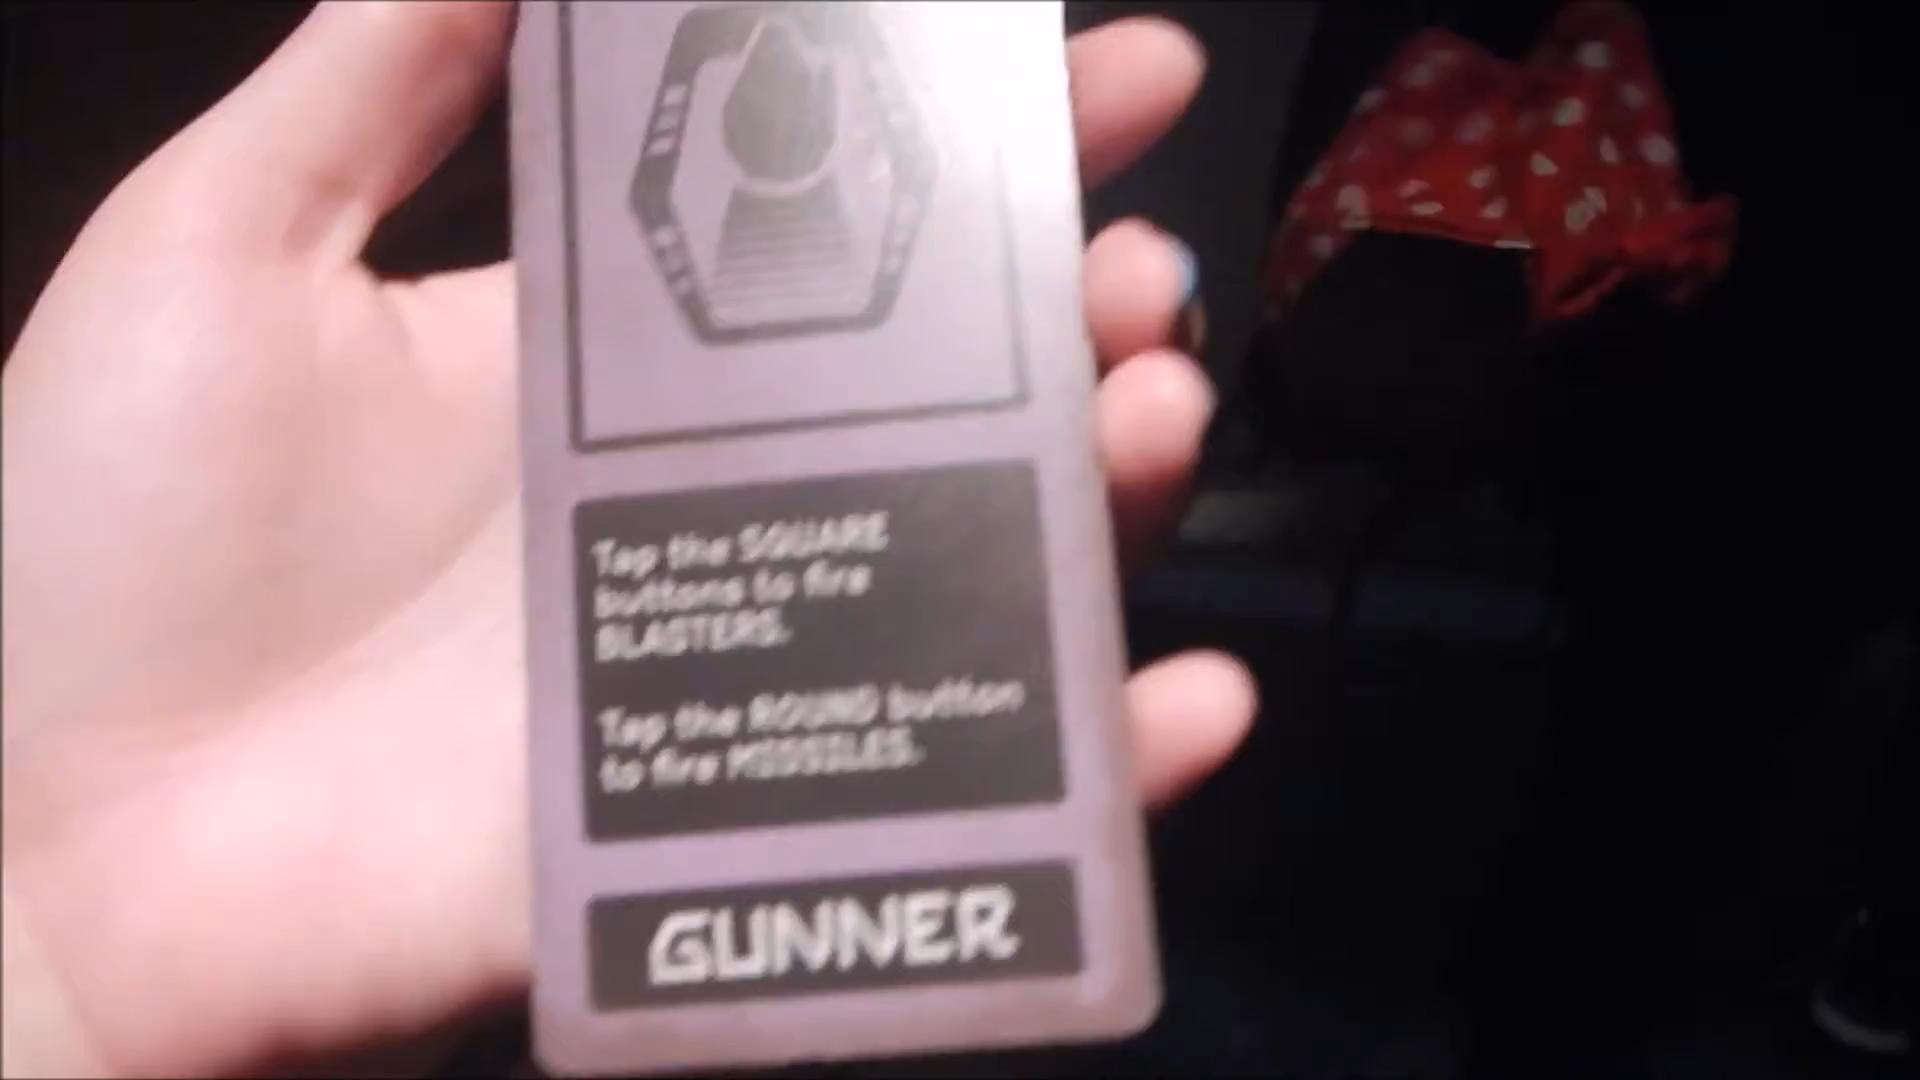 Tap the SQUARE
buttons to fire
BLASTERS.
Tap the ROUND button
to fire MISSILES.
GUNNER